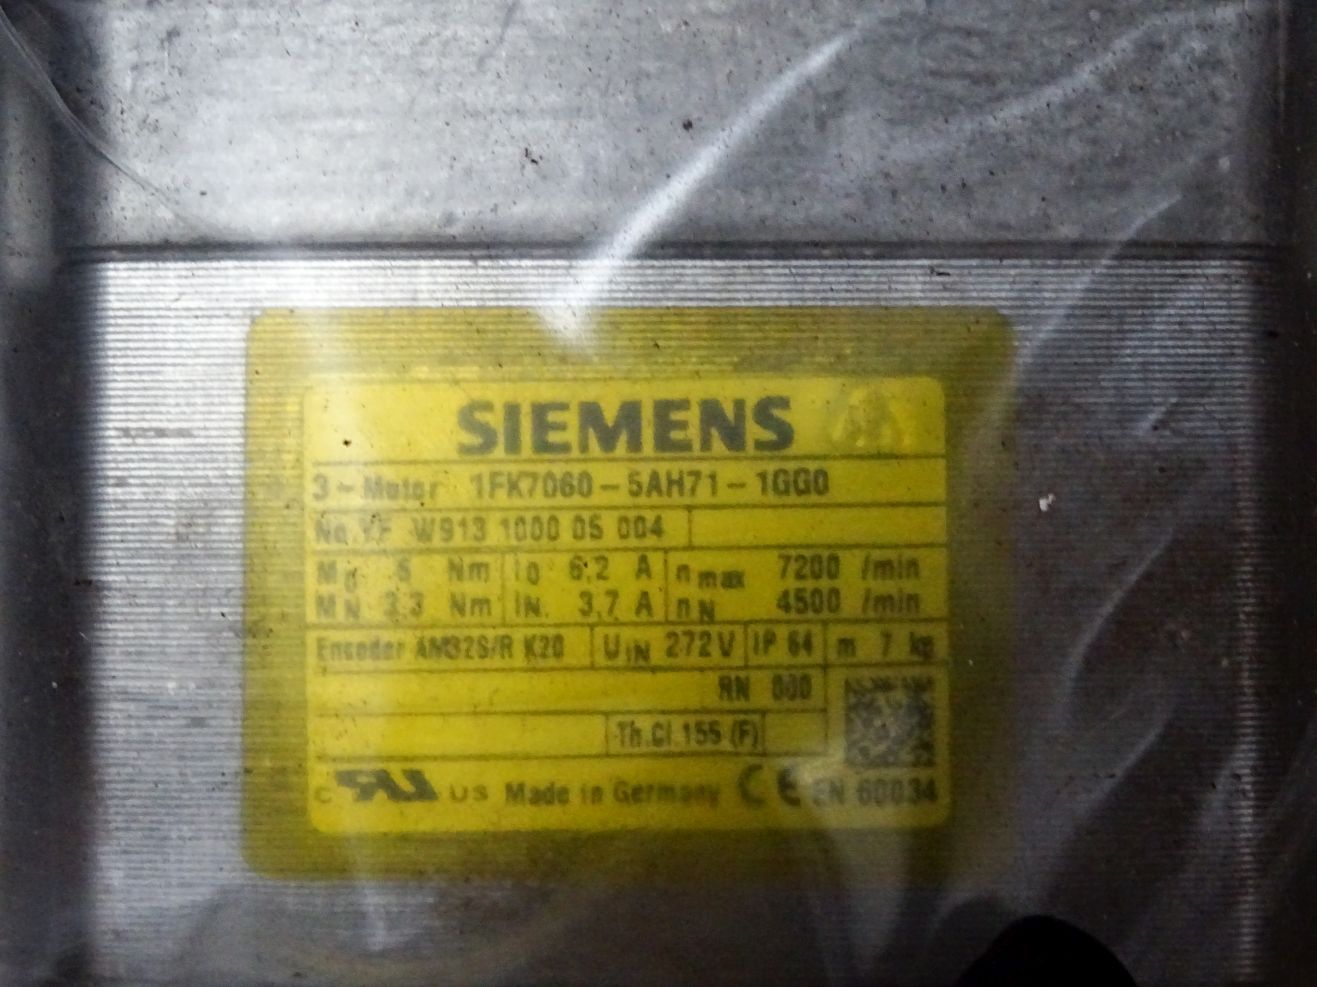 SIEMENS
3~Motor 1FK7060-5AH71-1GG0
No YF W913 1000 05 004
M0 6 Nm I0 6,2 A nmax 7200 /min
MN 2,3 Nm IN 3,7 A nN 4500 /min
Encoder AM32S/R K20 UIN 272V IP 64 m 7 kg
RN 000
Th.Cl.155 (F)
c US Made in Germany CE EN 60034